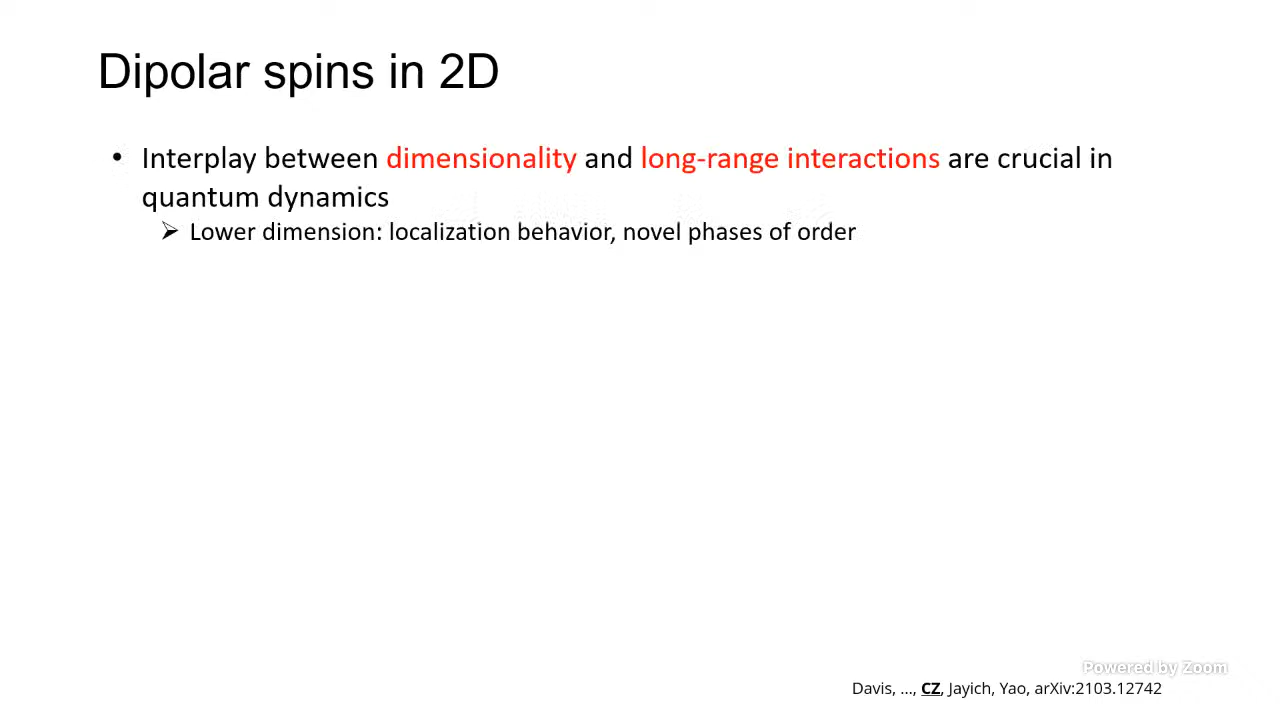 Dipolar spins in 2D
• Interplay between dimensionality and long-range interactions are crucial in
quantum dynamics
➢ Lower dimension: localization behavior, novel phases of order
Powered by Zoom
Davis, ..., CZ, Jayich, Yao, arXiv:2103.12742